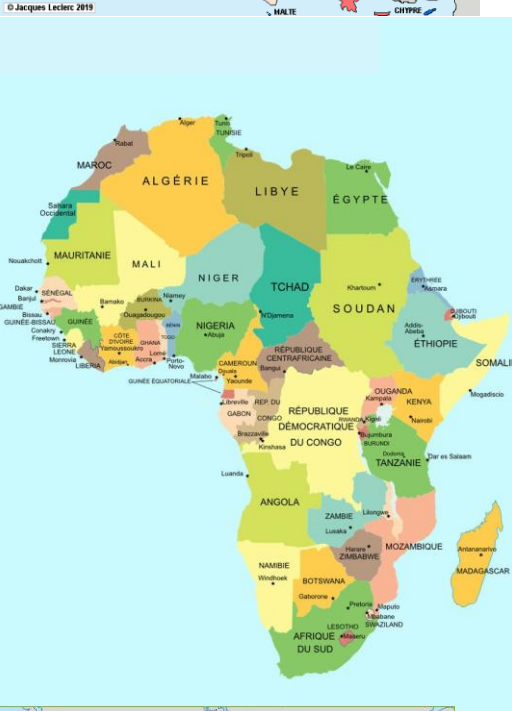 © Jacques Leclerc 2019
MALTE
CHYPRE
Alger
Tunis
TUNISIE
Rabat
Tripoli
MAROC
Le Caire
ALGÉRIE
LIBYE
ÉGYPTE
Sahara
Occidental
MAURITANIE
Nouakchott
MALI
NIGER
TCHAD
ÉRYTHRÉE
Asmara
Khartoum
SOUDAN
Dakar
SÉNÉGAL
Banjul
GAMBIE
Bamako
BURKINA
Niamey
Ouagadougou
N'Djamena
DJIBOUTI
Djibouti
Bissau
GUINÉE-BISSAU
GUINÉE
BÉNIN
NIGERIA
Abuja
Addis-
Abeba
ÉTHIOPIE
Conakry
Freetown
SIERRA
LEONE
CÔTE
D'IVOIRE
Yamoussoukro
GHANA
TOGO
Monrovia
LIBERIA
Abidjan
Accra
Lomé
Porto-
Novo
RÉPUBLIQUE
CENTRAFRICAINE
Bangui
CAMEROUN
Douala
Yaounde
Malabo
GUINÉE ÉQUATORIALE
SOMALI
Mogadiscio
OUGANDA
Kampala
KENYA
Nairobi
Libreville
GABON
REP. DU
CONGO
RÉPUBLIQUE
DÉMOCRATIQUE
DU CONGO
RWANDA
Kigali
Bujumbura
BURUNDI
Brazzaville
Kinshasa
Dodoma
Dar es Salaam
TANZANIE
Luanda
ANGOLA
ZAMBIE
Lilongwe
Lusaka
Harare
ZIMBABWE
MOZAMBIQUE
Antananarivo
MADAGASCAR
NAMIBIE
Windhoek
BOTSWANA
Gaborone
Pretoria
Maputo
Mbabane
SWAZILAND
LESOTHO
Maseru
AFRIQUE
DU SUD